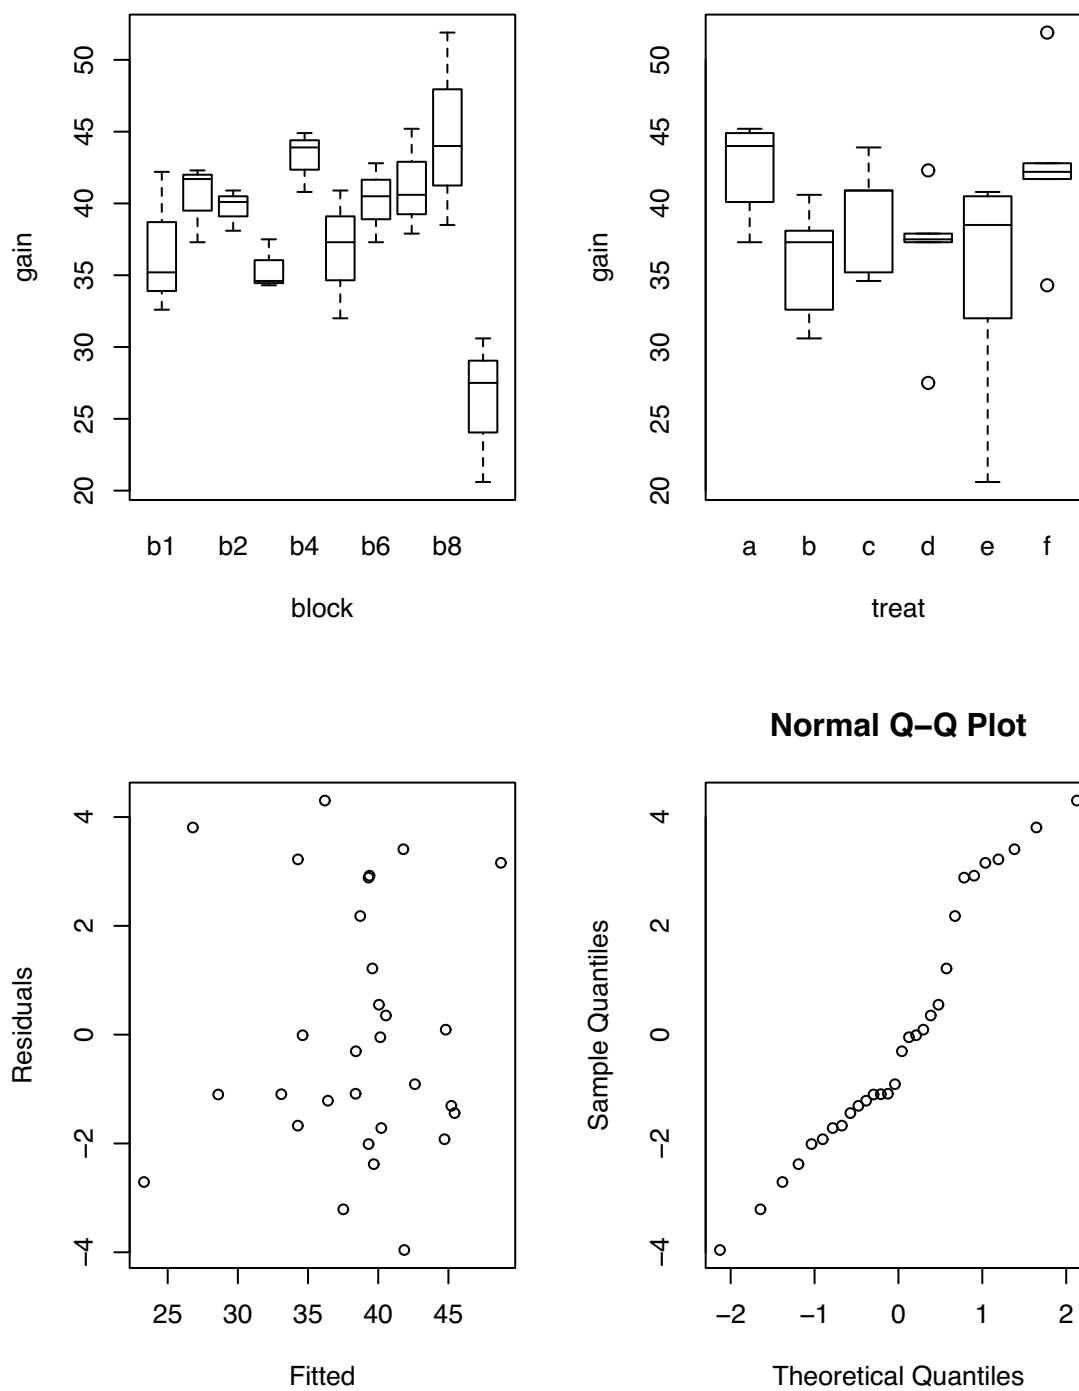 50
45
40
35
30
25
20
gain
b1 b2 b4 b6 b8
block
50
45
40
35
30
25
20
gain
a b c d e f
treat
4
2
0
−2
−4
Residuals
25 30 35 40 45
Fitted
Normal Q−Q Plot
4
2
0
−2
−4
Sample Quantiles
−2 −1 0 1 2
Theoretical Quantiles